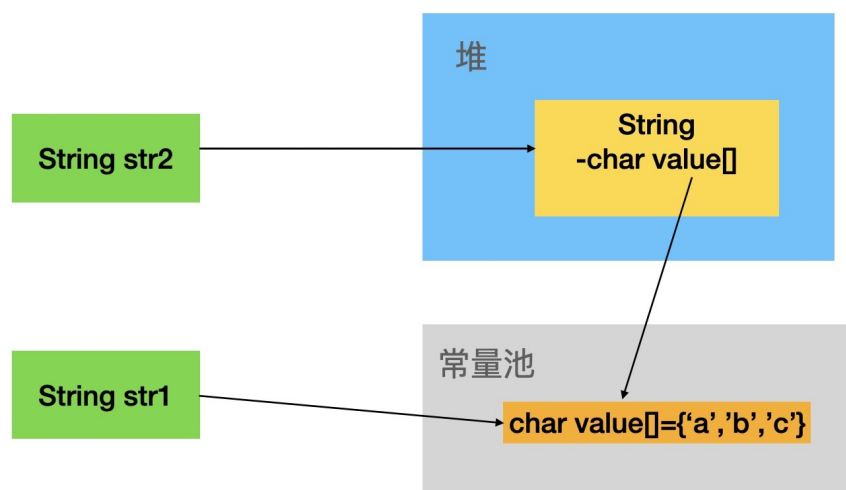 堆
String
-char value[]
String str2
常量池
String str1
char value[]={‘a’,’b’,’c’}